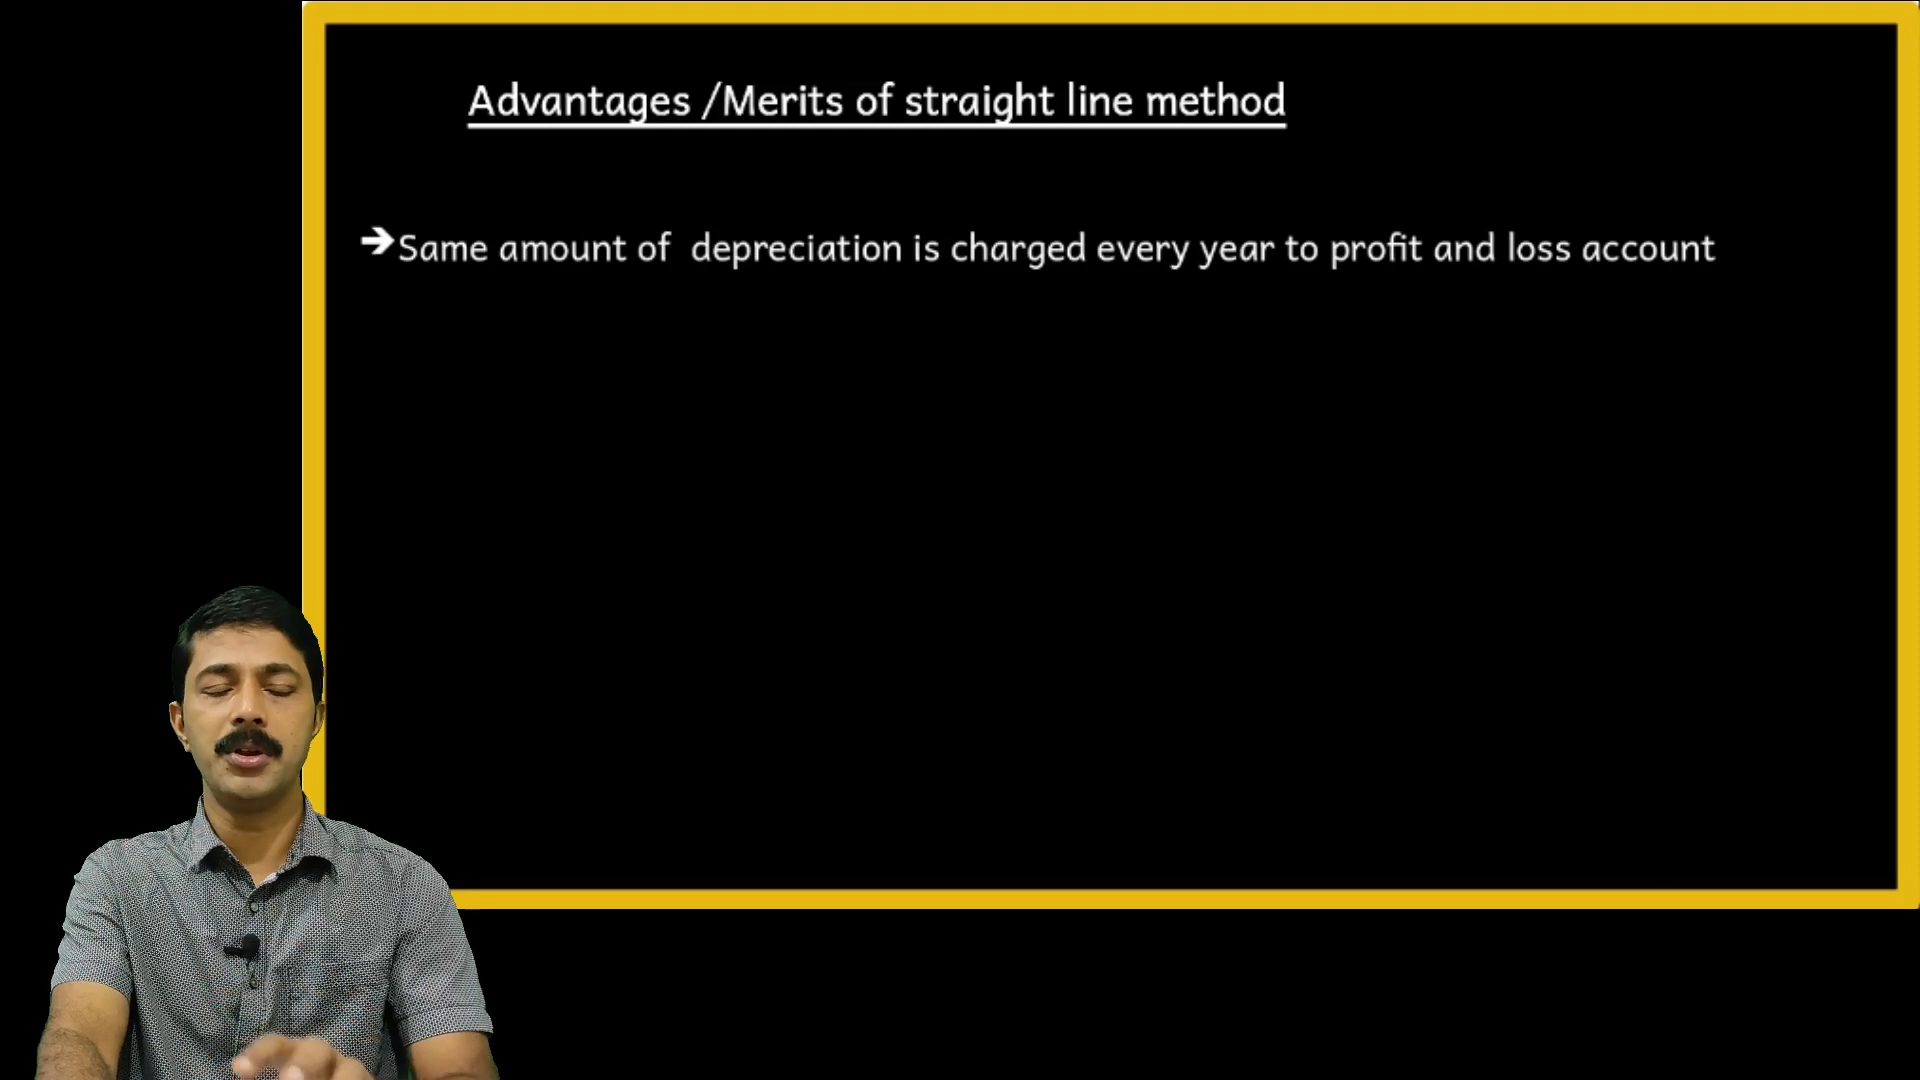 Advantages /Merits of straight line method
➔Same amount of depreciation is charged every year to profit and loss account